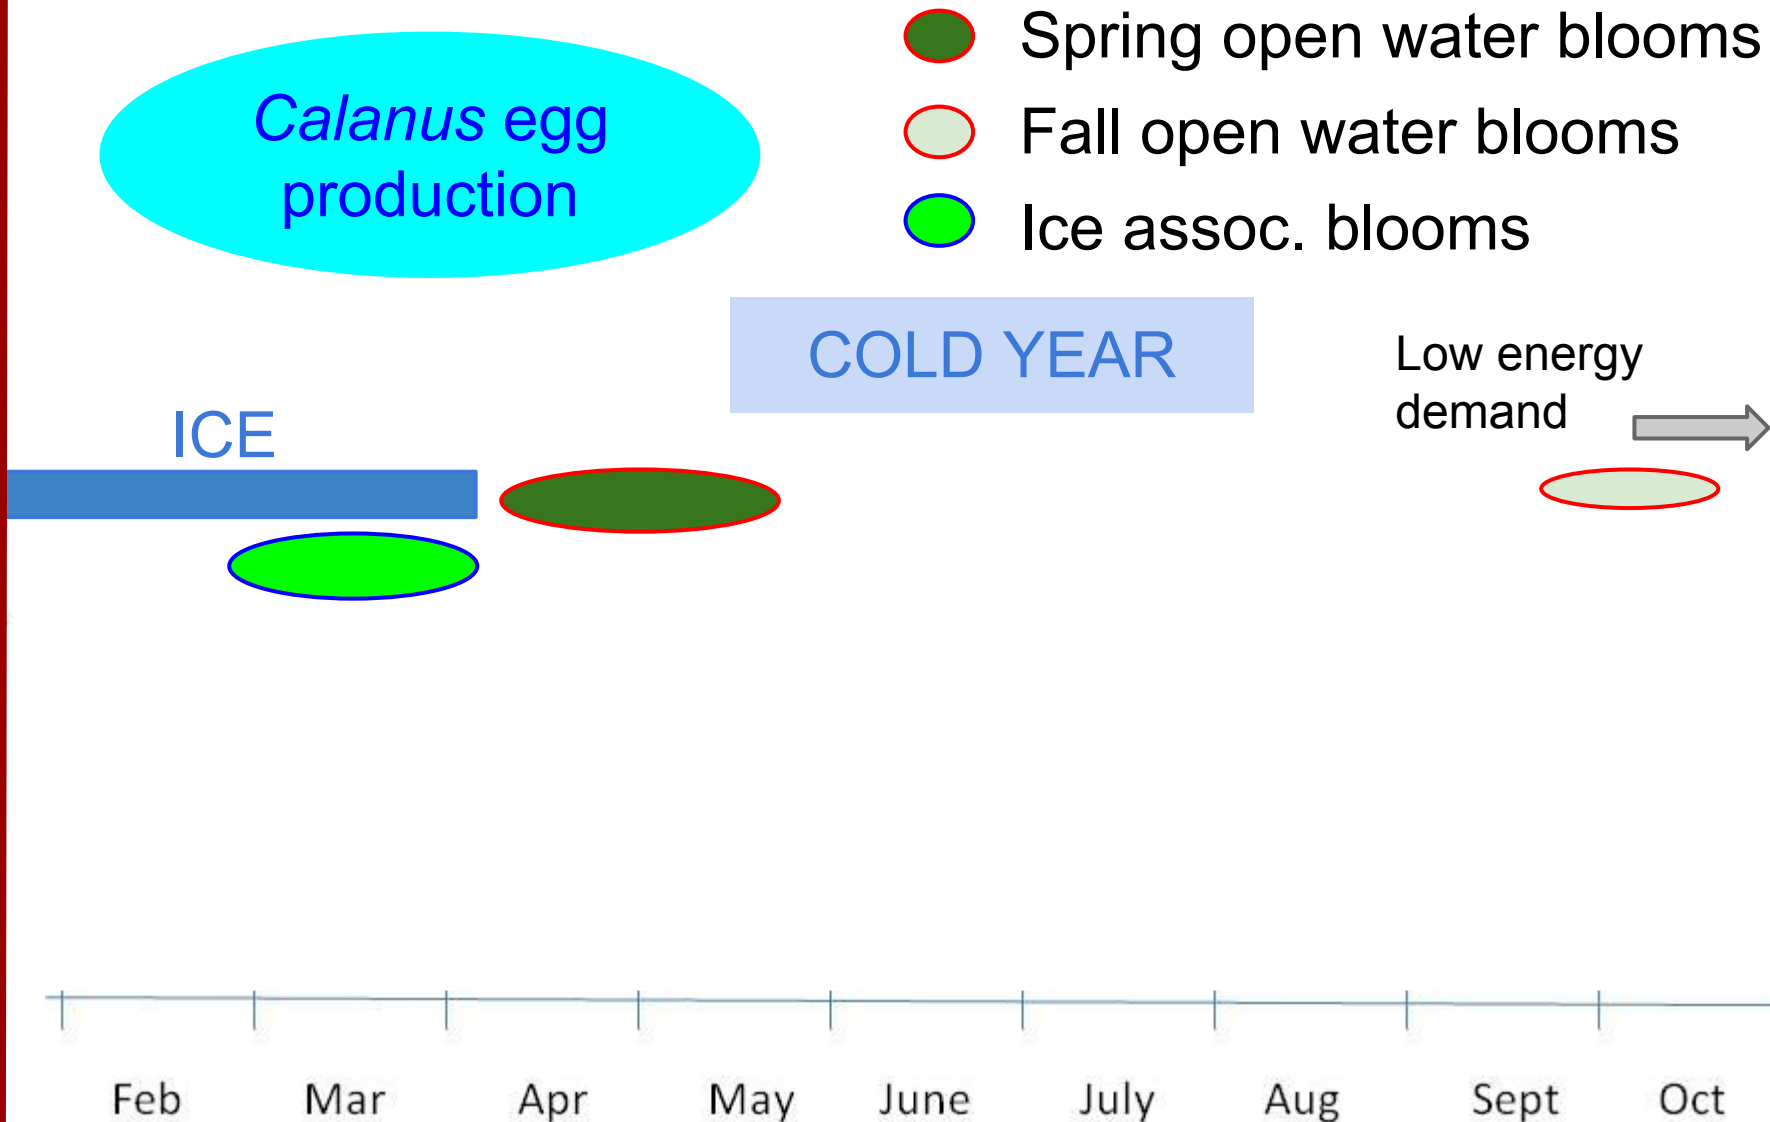 Spring open water blooms
Calanus egg
production
Fall open water blooms
Ice assoc. blooms
COLD YEAR
Low energy
demand
ICE
Feb Mar Apr May June July Aug Sept Oct